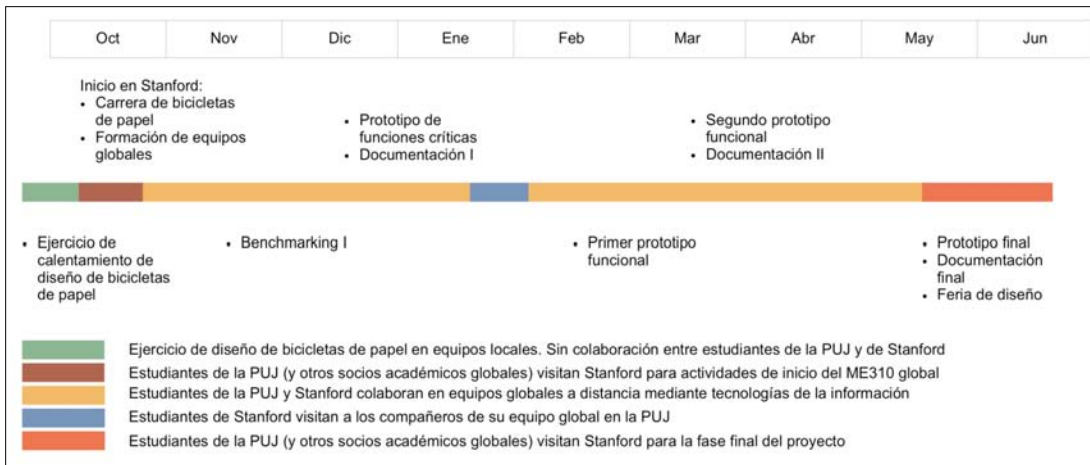 Oct Nov Dic Ene Feb Mar Abr May Jun
Inicio en Stanford:
• Carrera de bicicletas
de papel
• Formación de equipos
globales
• Prototipo de
funciones críticas
• Documentación I
• Segundo prototipo
funcional
• Documentación II
• Ejercicio de
calentamiento de
diseño de bicicletas
de papel
• Benchmarking I
• Primer prototipo
funcional
• Prototipo final
• Documentación
final
• Feria de diseño
Ejercicio de diseño de bicicletas de papel en equipos locales. Sin colaboración entre estudiantes de la PUJ y de Stanford
Estudiantes de la PUJ (y otros socios académicos globales) visitan Stanford para actividades de inicio del ME310 global
Estudiantes de la PUJ y Stanford colaboran en equipos globales a distancia mediante tecnologías de la información
Estudiantes de Stanford visitan a los compañeros de su equipo global en la PUJ
Estudiantes de la PUJ (y otros socios académicos globales) visitan Stanford para la fase final del proyecto